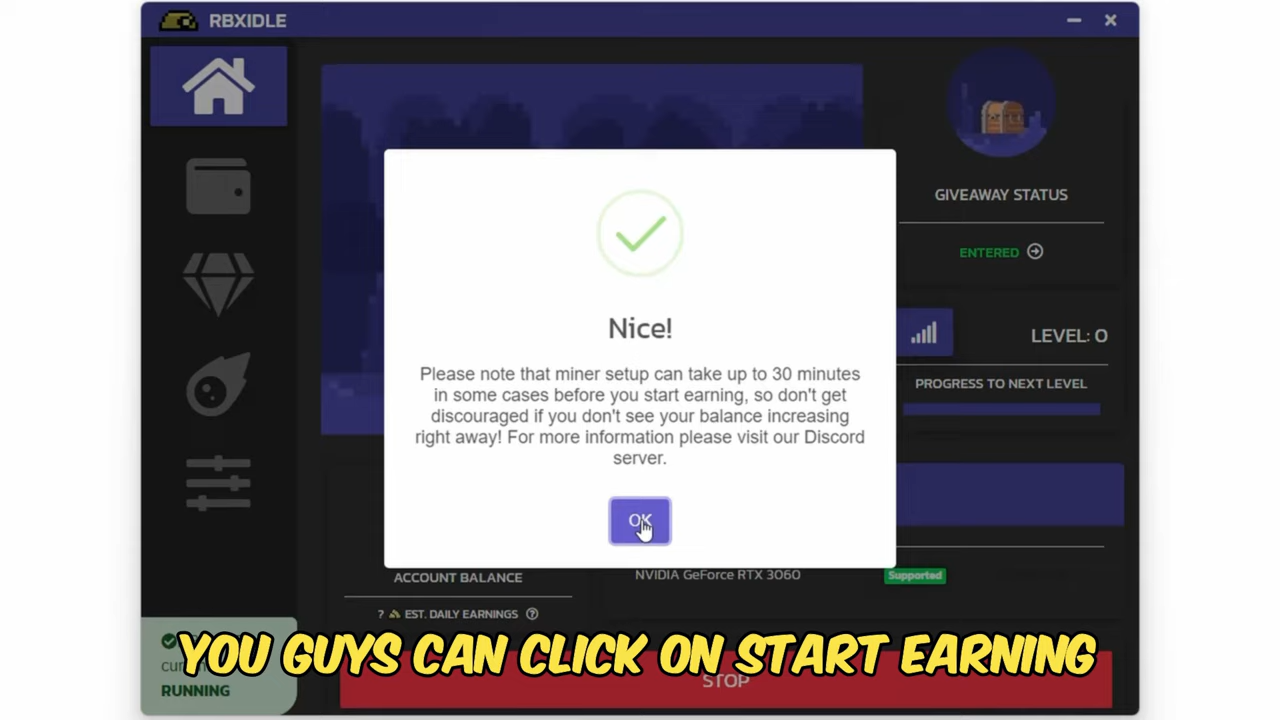 RBXIDLE
GIVEAWAY STATUS
ENTERED
LEVEL: 0
PROGRESS TO NEXT LEVEL
Nice!
Please note that miner setup can take up to 30 minutes
in some cases before you start earning, so don't get
discouraged if you don't see your balance increasing
right away! For more information please visit our Discord
server.
OK
NVIDIA GeForce RTX 3060
Supported
ACCOUNT BALANCE
? EST. DAILY EARNINGS ?
YOU GUYS CAN CLICK ON START EARNING
RUNNING
STOP